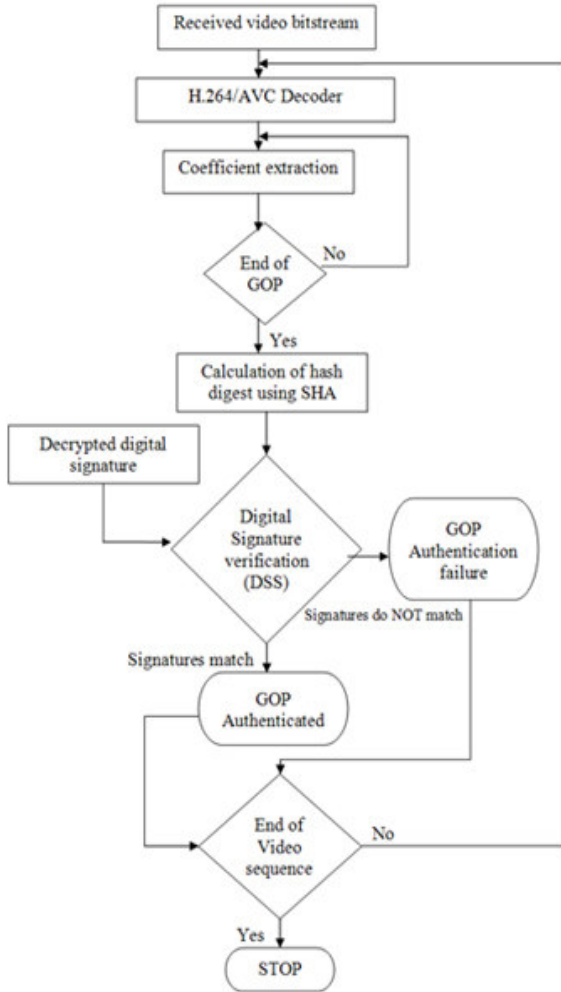 Received video bitstream
H.264/AVC Decoder
Coefficient extraction
End of
GOP
No
Yes
Calculation of hash
digest using SHA
Decrypted digital
signature
Digital
Signature
verification
(DSS)
GOP
Authentication
failure
Signatures do NOT match
Signatures match
GOP
Authenticated
End of
Video
sequence
No
Yes
STOP